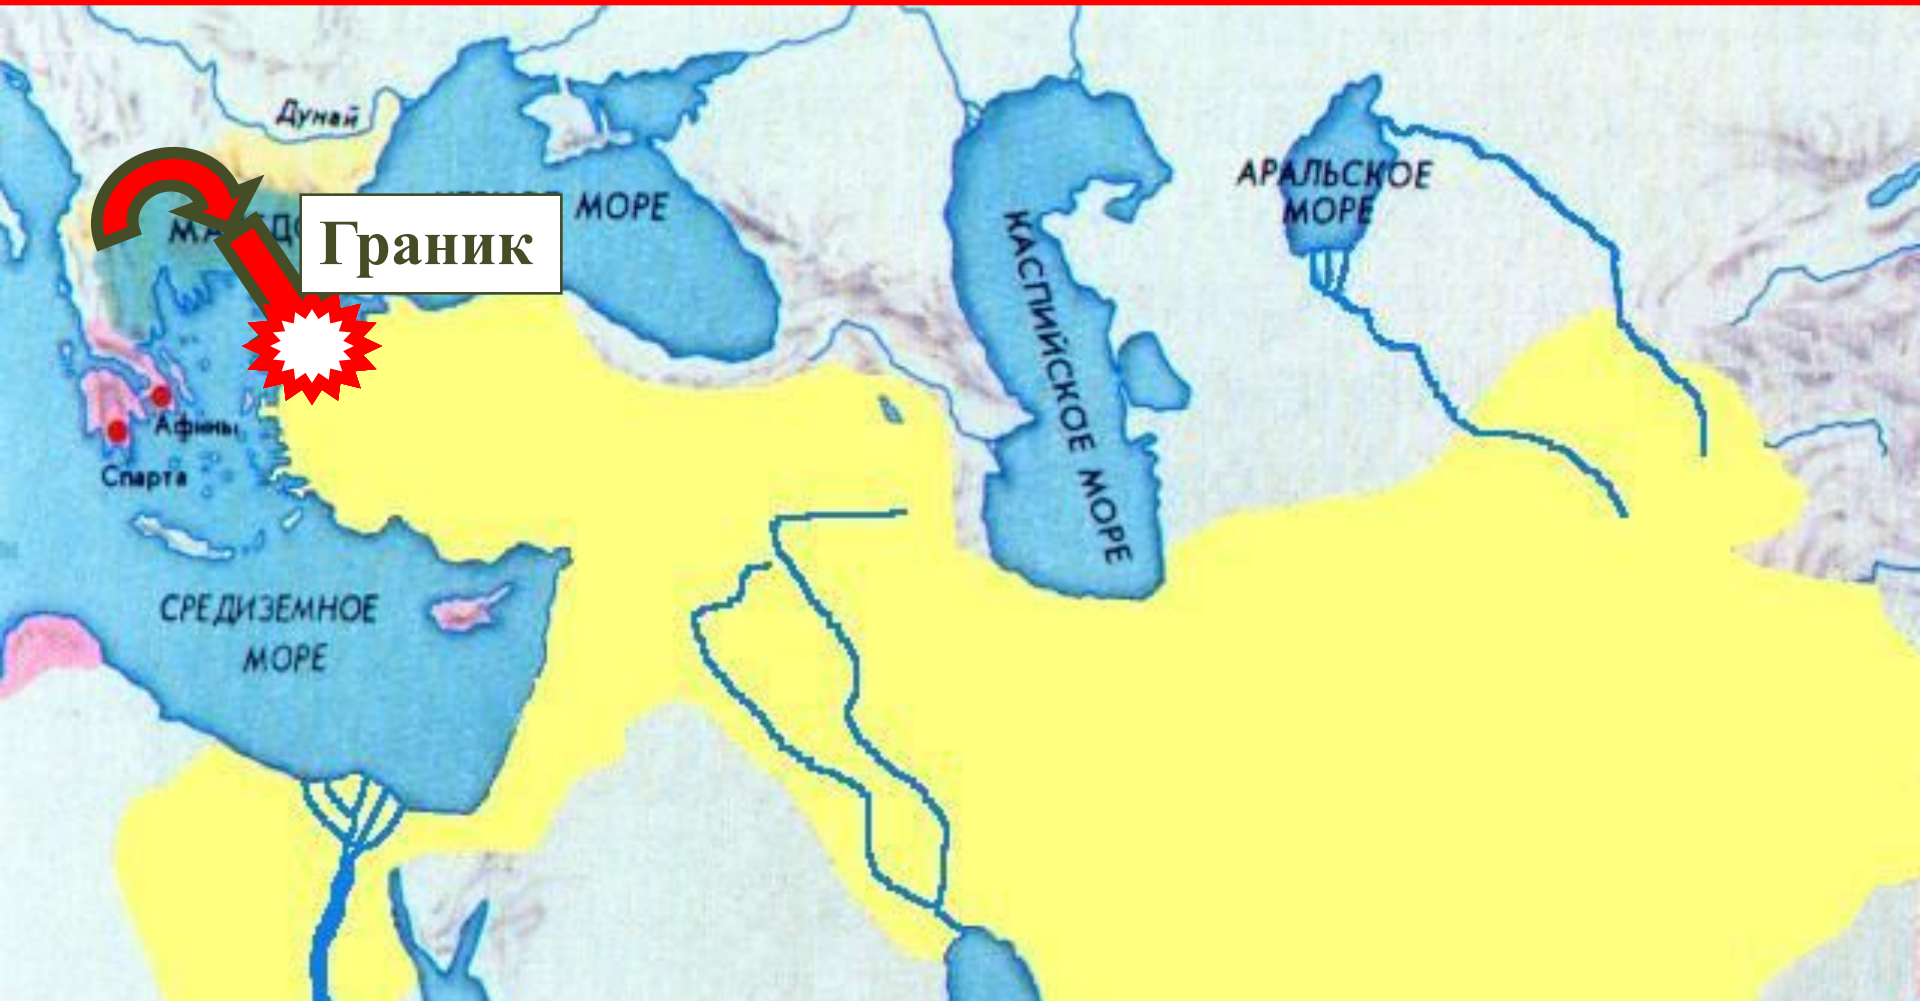 Дунай
МОРЕ
Граник
АРАЛЬСКОЕ
МОРЕ
КАСПИЙСКОЕ МОРЕ
Афины
Спарта
СРЕДИЗЕМНОЕ
МОРЕ